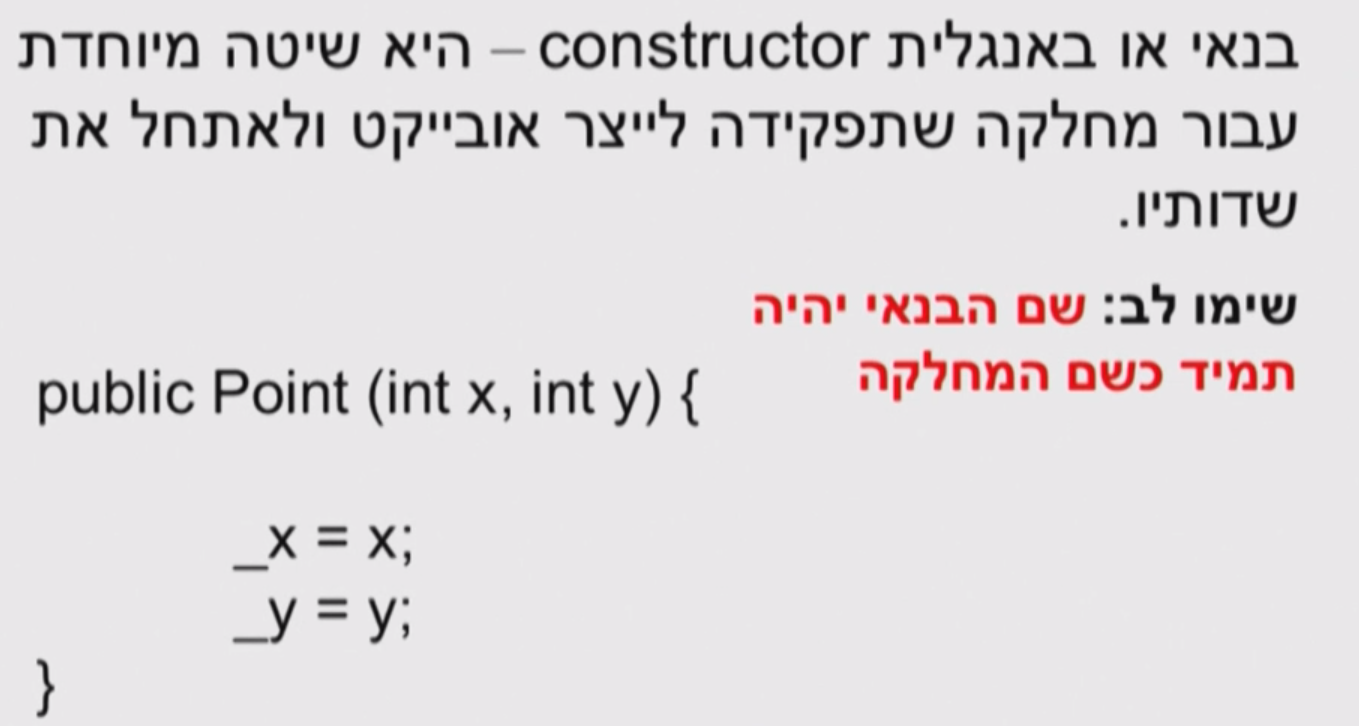 בנאי או באנגלית constructor – היא שיטה מיוחדת
עבור מחלקה שתפקידה לייצר אובייקט ולאתחל את
שדותיו.
שימו לב: שם הבנאי יהיה
תמיד כשם המחלקה
public Point (int x, int y) {
_x = x;
_y = y;
}